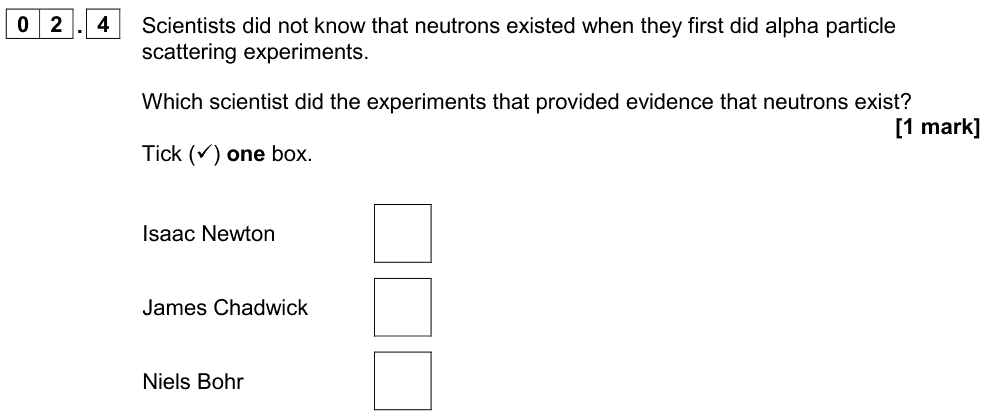 0 2 . 4 Scientists did not know that neutrons existed when they first did alpha particle
scattering experiments.
Which scientist did the experiments that provided evidence that neutrons exist?
[1 mark]
Tick (✓) one box.
Isaac Newton
James Chadwick
Niels Bohr